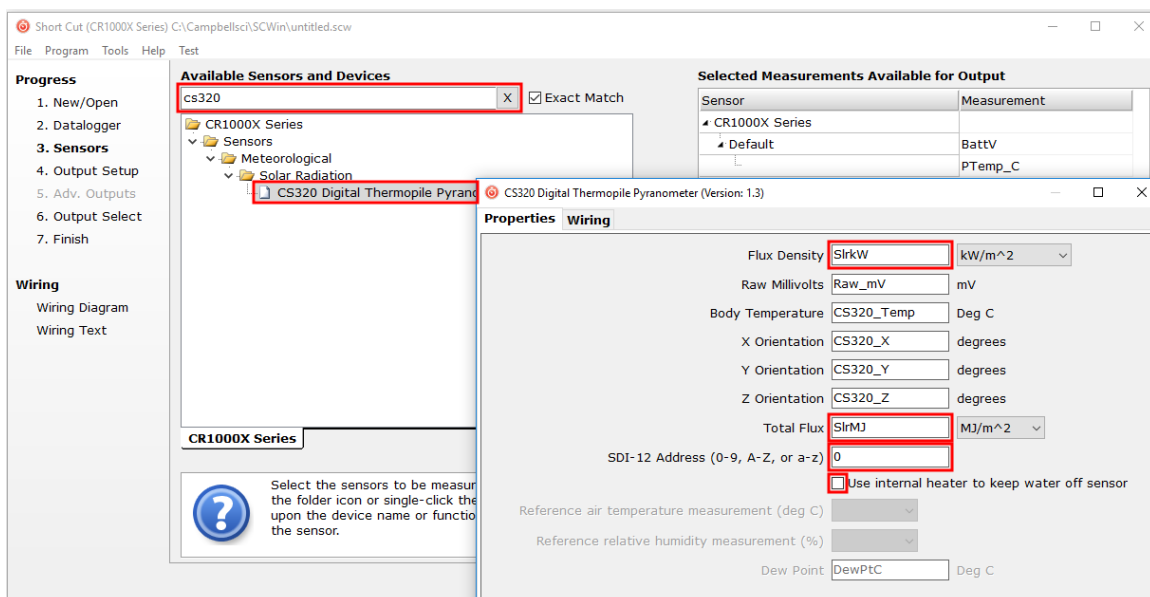 Short Cut (CR1000X Series) C:\Campbellsci\SCWin\untitled.scw
File Program Tools Help Test
Progress
1. New/Open
2. Datalogger
3. Sensors
4. Output Setup
5. Adv. Outputs
6. Output Select
7. Finish
Wiring
Wiring Diagram
Wiring Text
Available Sensors and Devices
cs320 X Exact Match
CR1000X Series
Sensors
Meteorological
Solar Radiation
CS320 Digital Thermopile Pyrano
CR1000X Series
Select the sensors to be measur
the folder icon or single-click the
upon the device name or functio
the sensor.
Selected Measurements Available for Output
Sensor Measurement
CR1000X Series
Default BattV
PTemp_C
CS320 Digital Thermopile Pyranometer (Version: 1.3)
Properties Wiring
Flux Density SlrkW kW/m^2
Raw Millivolts Raw_mV mV
Body Temperature CS320_Temp Deg C
X Orientation CS320_X degrees
Y Orientation CS320_Y degrees
Z Orientation CS320_Z degrees
Total Flux SlrMJ MJ/m^2
SDI-12 Address (0-9, A-Z, or a-z) 0
Use internal heater to keep water off sensor
Reference air temperature measurement (deg C)
Reference relative humidity measurement (%)
Dew Point DewPtC Deg C